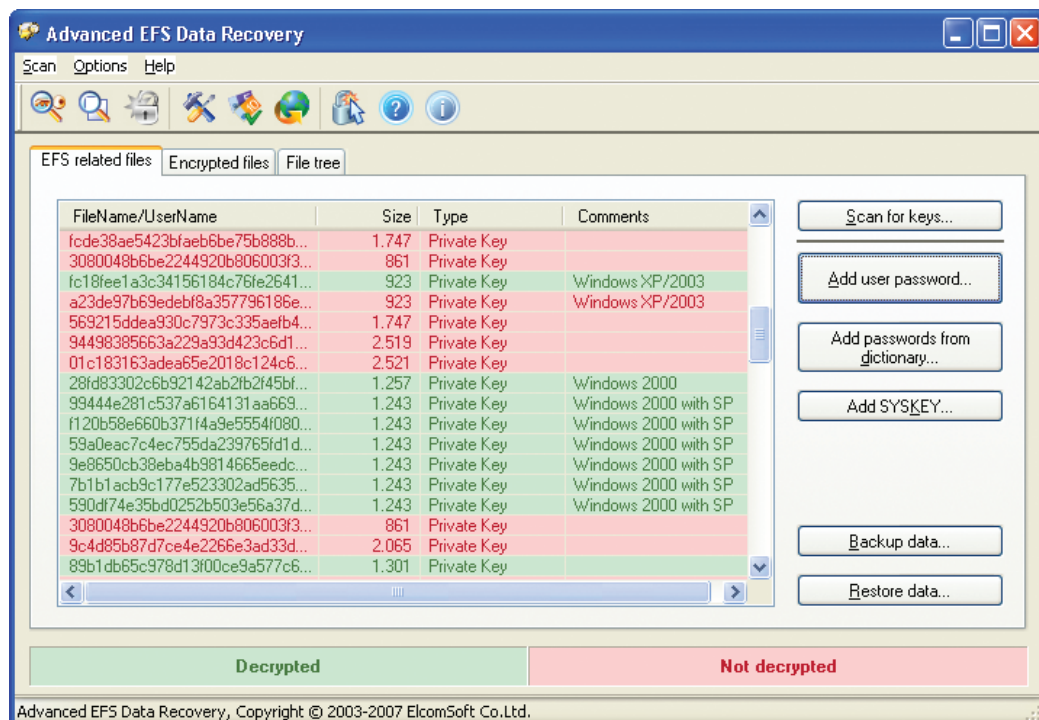 Advanced EFS Data Recovery
Scan Options Help
EFS related files Encrypted files File tree
FileName/UserName Size Type Comments
fcde38ae5423bfaeb6be75b888b... 1.747 Private Key
3080048b6be2244920b806003f3... 861 Private Key
fc18fee1a3c34156184c76fe2641... 923 Private Key Windows XP/2003
a23de97b69edebf8a357796186e... 923 Private Key Windows XP/2003
569215ddea930c7973c335aefb4... 1.747 Private Key
94498385663a229a93d423c6d1... 2.519 Private Key
01c183163adea65e2018c124c6... 2.521 Private Key
28fd83302c6b92142ab2fb2f45bf... 1.257 Private Key Windows 2000
99444e281c537a6164131aa669... 1.243 Private Key Windows 2000 with SP
f120b58e660b371f4a9e5554f080... 1.243 Private Key Windows 2000 with SP
59a0eac7c4ec755da239765fd1d... 1.243 Private Key Windows 2000 with SP
9e8650cb38eba4b9814665eedc... 1.243 Private Key Windows 2000 with SP
7b1b1acb9c177e523302ad5635... 1.243 Private Key Windows 2000 with SP
590df74e35bd0252b503e56a37d... 1.243 Private Key Windows 2000 with SP
3080048b6be2244920b806003f3... 861 Private Key
9c4d85b87d7ce4e2266e3ad33d... 2.065 Private Key
89b1db65c978d13f00ce9a577c6... 1.301 Private Key
Scan for keys...
Add user password...
Add passwords from
dictionary...
Add SYSKEY...
Backup data...
Restore data...
Decrypted Not decrypted
Advanced EFS Data Recovery, Copyright © 2003-2007 ElcomSoft Co.Ltd.